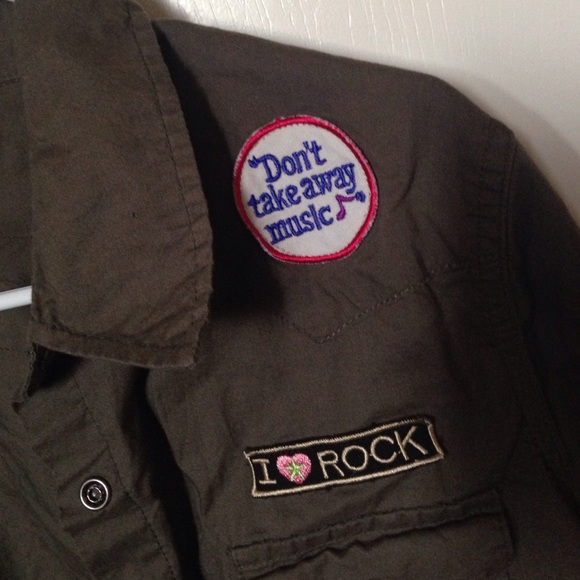 "Don't
take away
music♪"
I ♥ ROCK